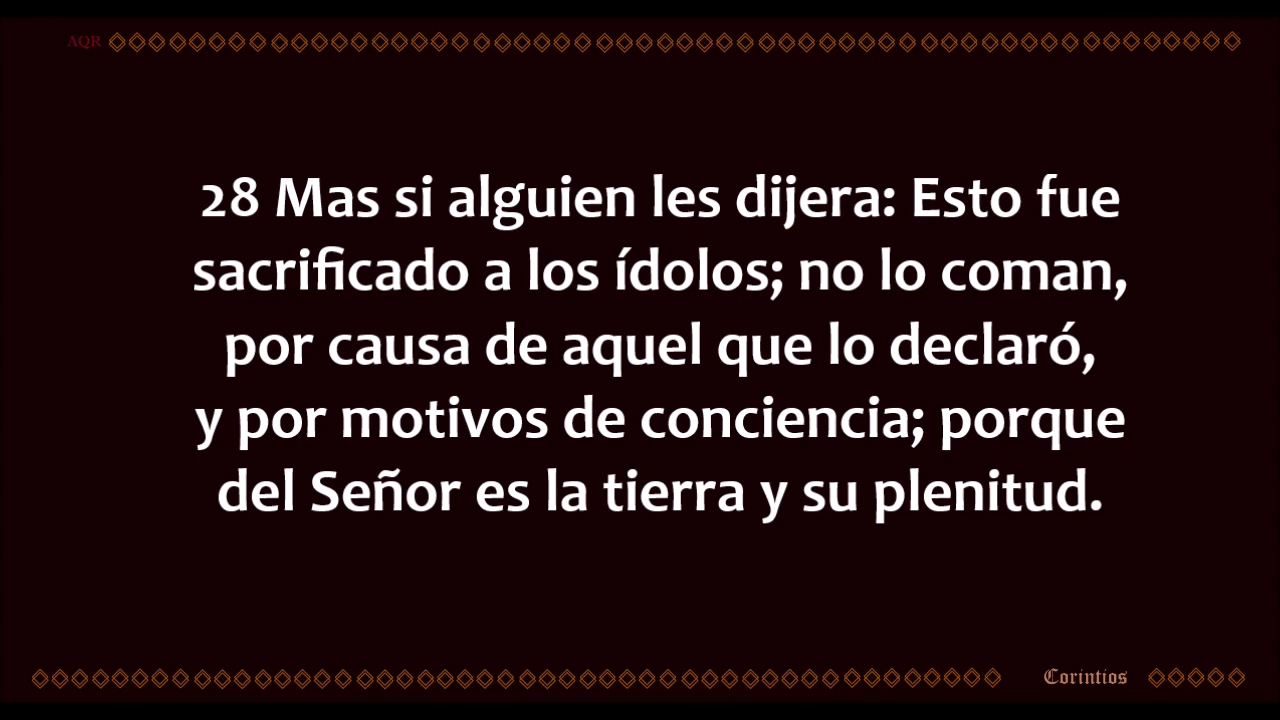 AQR
28 Mas si alguien les dijera: Esto fue
sacrificado a los ídolos; no lo coman,
por causa de aquel que lo declaró,
y por motivos de conciencia; porque
del Señor es la tierra y su plenitud.
Corintios